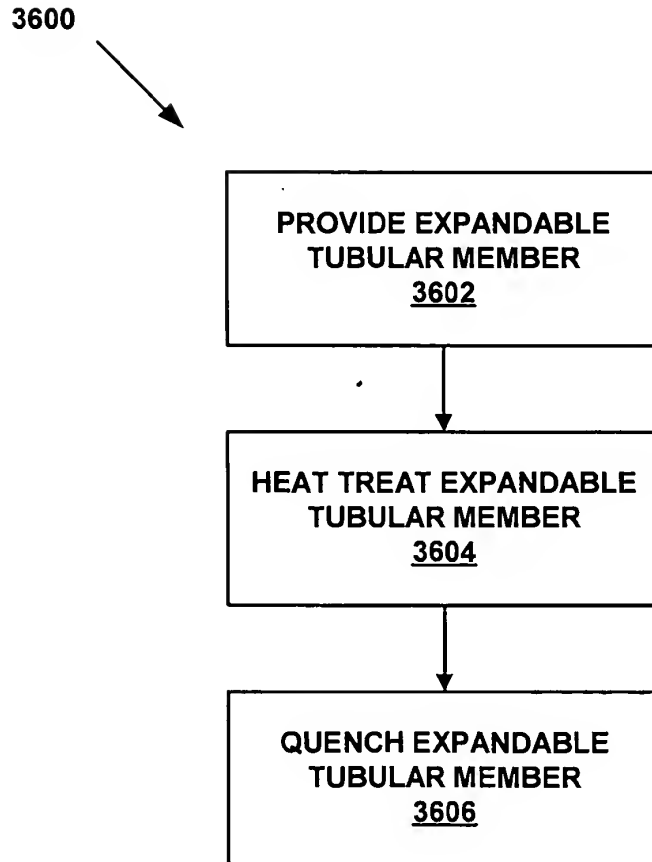 3600
PROVIDE EXPANDABLE
TUBULAR MEMBER
3602
HEAT TREAT EXPANDABLE
TUBULAR MEMBER
3604
QUENCH EXPANDABLE
TUBULAR MEMBER
3606